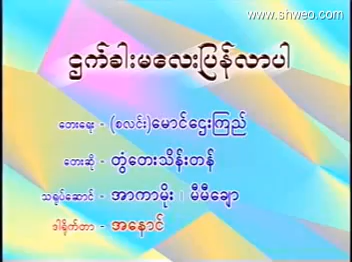 www.shweo.com
ဌက်ခါးမလေးပြန်လာပါ
တေးရေး - (စလင်း)မောင်ဌေးကြည်
တေးဆို - တွံတေးသိန်းတန်
သရုပ်ဆောင် - အာကာမိုး ၊ မီမီချော
ဒါရိုက်တာ - အနောင်